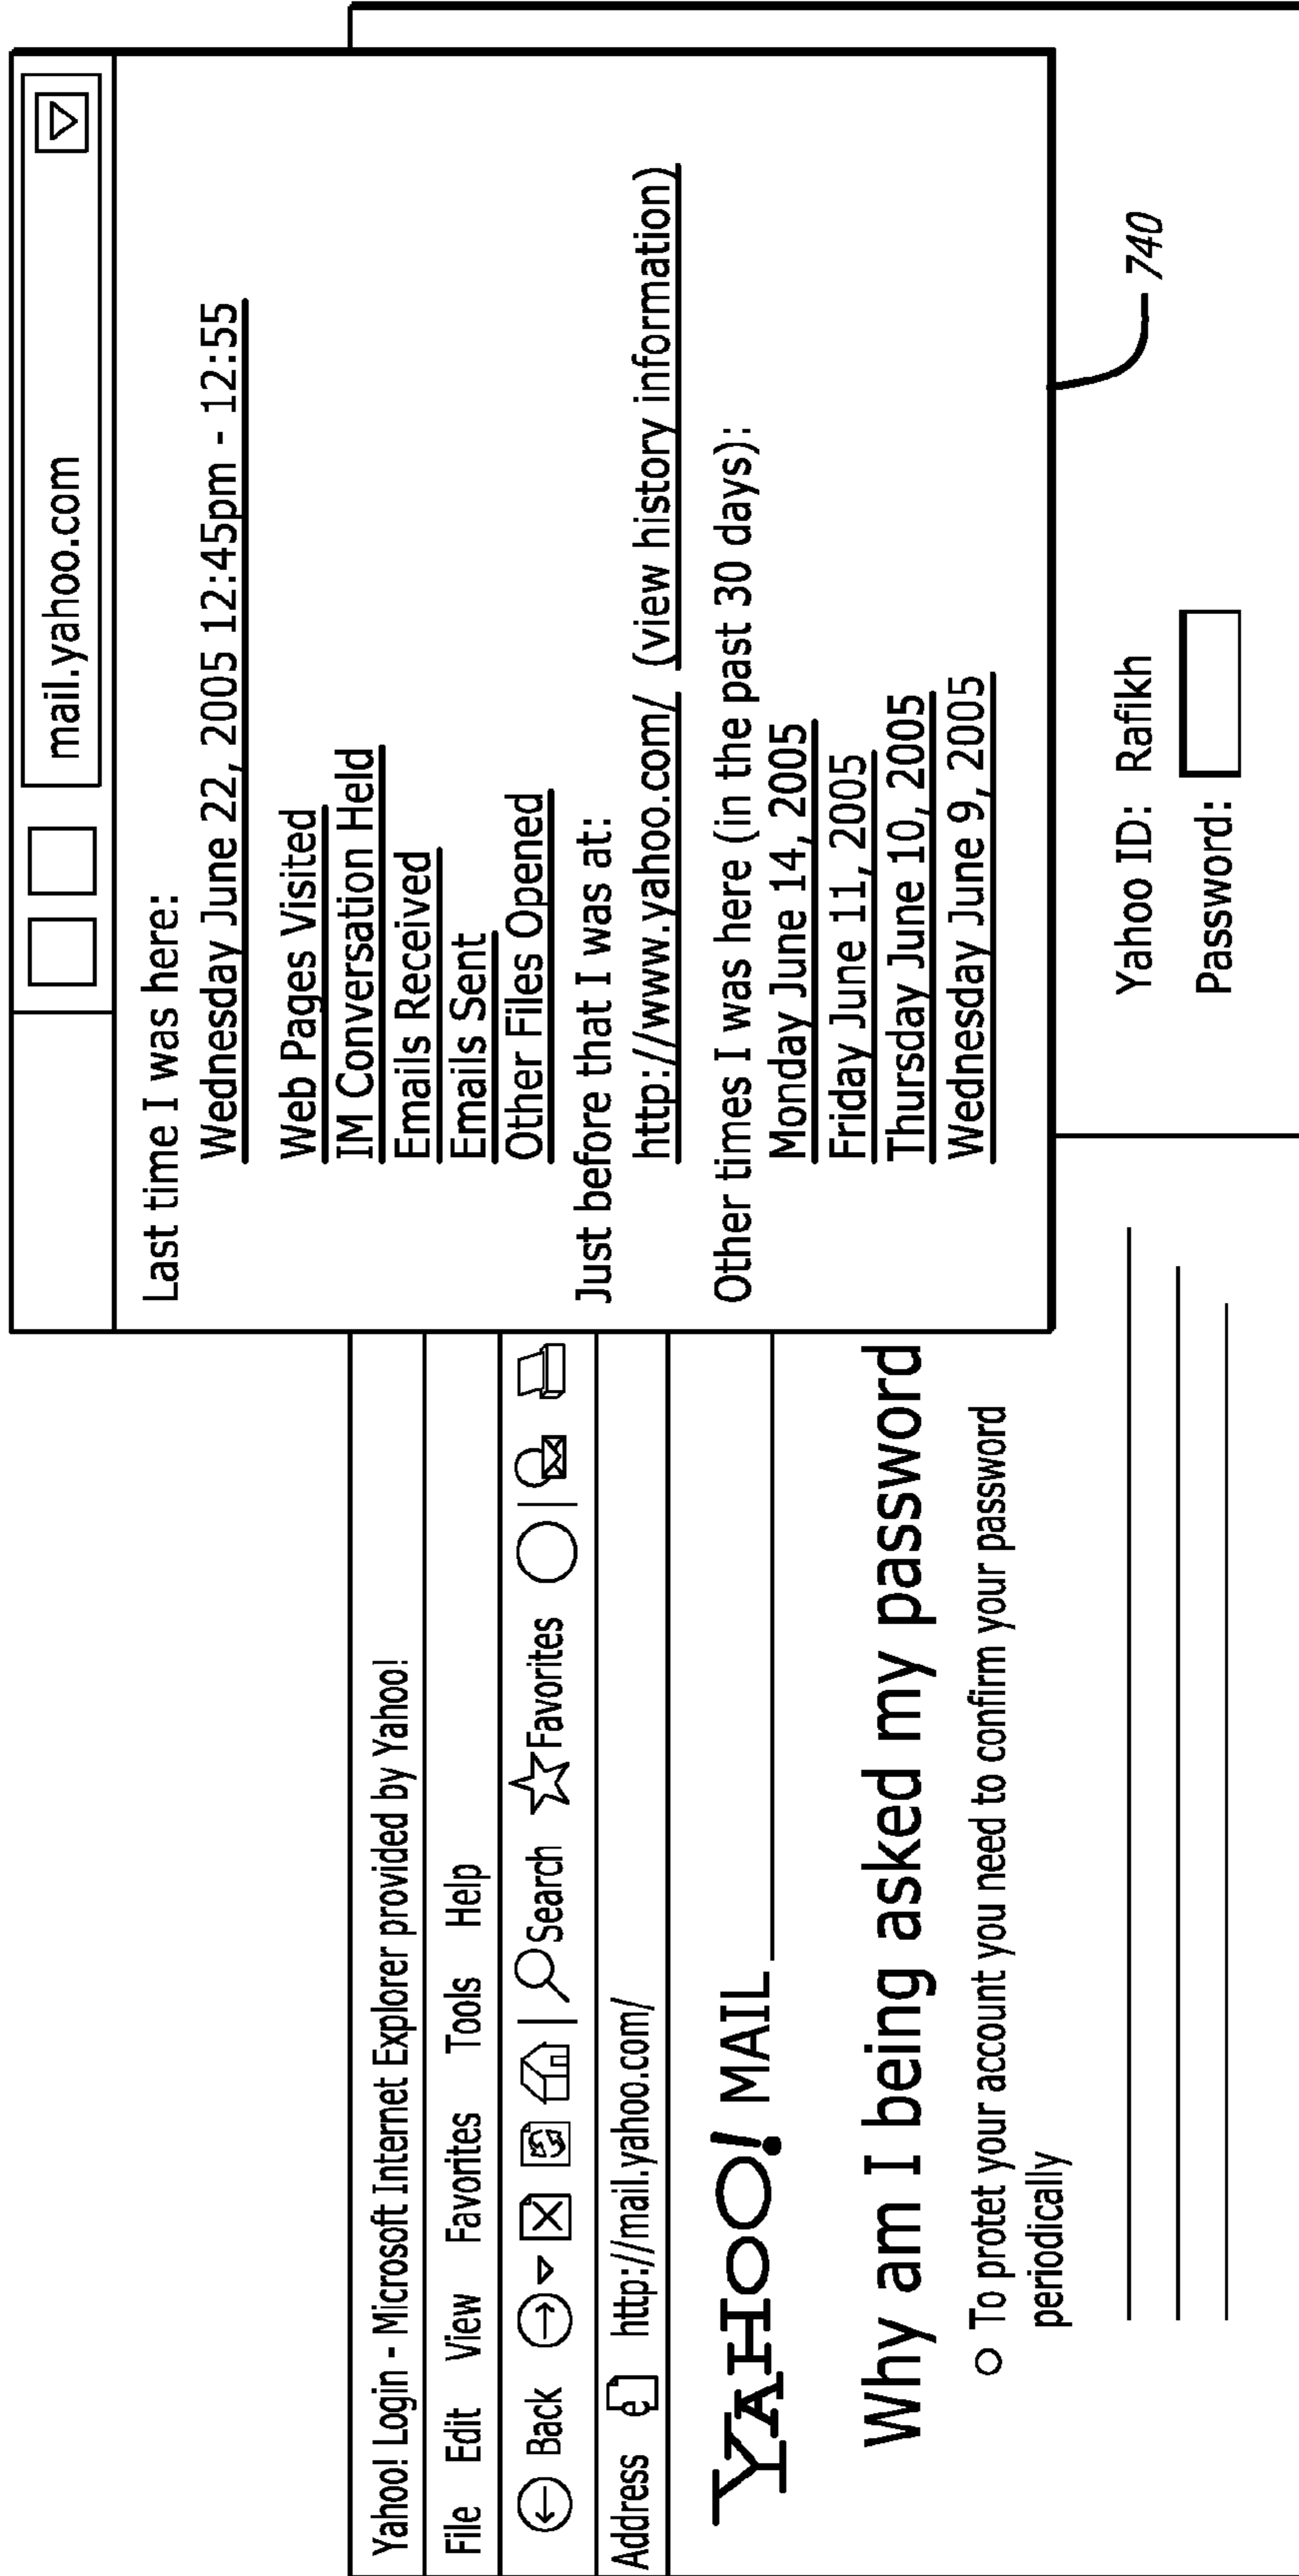 mail.yahoo.com
Last time I was here:
Wednesday June 22, 2005 12:45pm - 12:55
Web Pages Visited
IM Conversation Held
Emails Received
Emails Sent
Other Files Opened
Just before that I was at:
http://www.yahoo.com/ (view history information)
Other times I was here (in the past 30 days):
Monday June 14, 2005
Friday June 11, 2005
Thursday June 10, 2005
Wednesday June 9, 2005
740
Yahoo! Login - Microsoft Internet Explorer provided by Yahoo!
File Edit View Favorites Tools Help
Back Search Favorites
Address e http://mail.yahoo.com/
YAHOO! MAIL
Why am I being asked my password
To protet your account you need to confirm your password
periodically
Yahoo ID: Rafikh
Password: